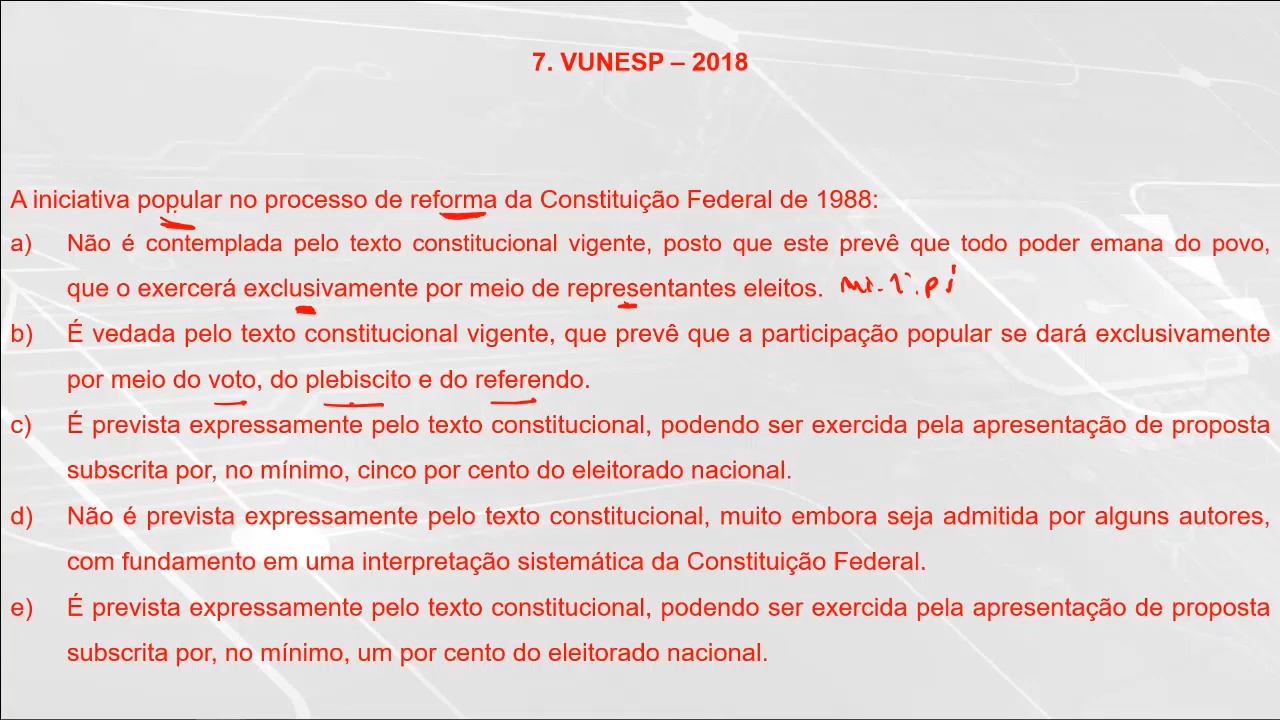 7. VUNESP – 2018
A iniciativa popular no processo de reforma da Constituição Federal de 1988:
a) Não é contemplada pelo texto constitucional vigente, posto que este prevê que todo poder emana do povo,
que o exercerá exclusivamente por meio de representantes eleitos.
b) É vedada pelo texto constitucional vigente, que prevê que a participação popular se dará exclusivamente
por meio do voto, do plebiscito e do referendo.
c) É prevista expressamente pelo texto constitucional, podendo ser exercida pela apresentação de proposta
subscrita por, no mínimo, cinco por cento do eleitorado nacional.
d) Não é prevista expressamente pelo texto constitucional, muito embora seja admitida por alguns autores,
com fundamento em uma interpretação sistemática da Constituição Federal.
e) É prevista expressamente pelo texto constitucional, podendo ser exercida pela apresentação de proposta
subscrita por, no mínimo, um por cento do eleitorado nacional.